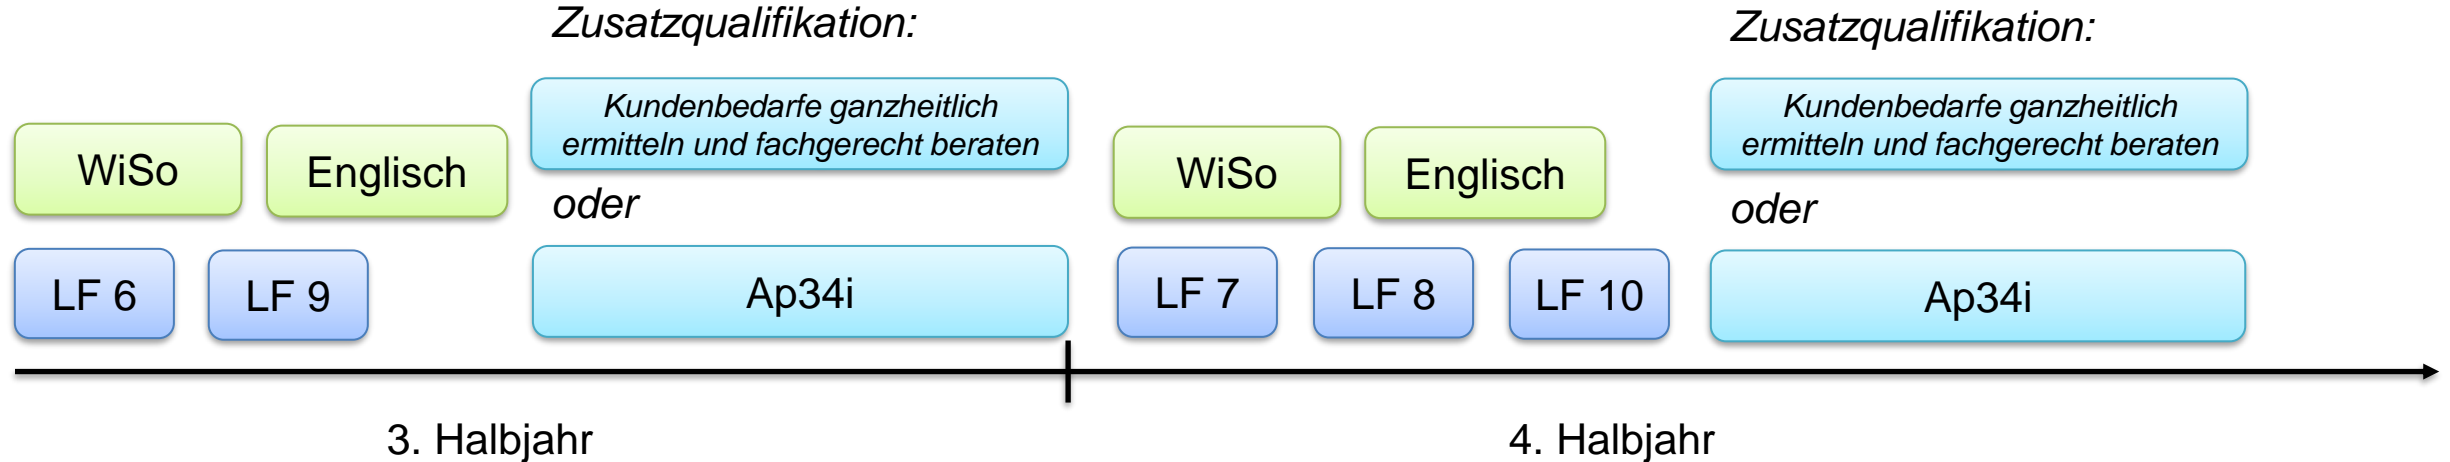 Zusatzqualifikation:
Kundenbedarfe ganzheitlich
ermitteln und fachgerecht beraten
WiSo
Englisch
oder
LF 6
LF 9
Ap34i
3. Halbjahr
Zusatzqualifikation:
Kundenbedarfe ganzheitlich
ermitteln und fachgerecht beraten
WiSo
Englisch
oder
LF 7
LF 8
LF 10
Ap34i
4. Halbjahr